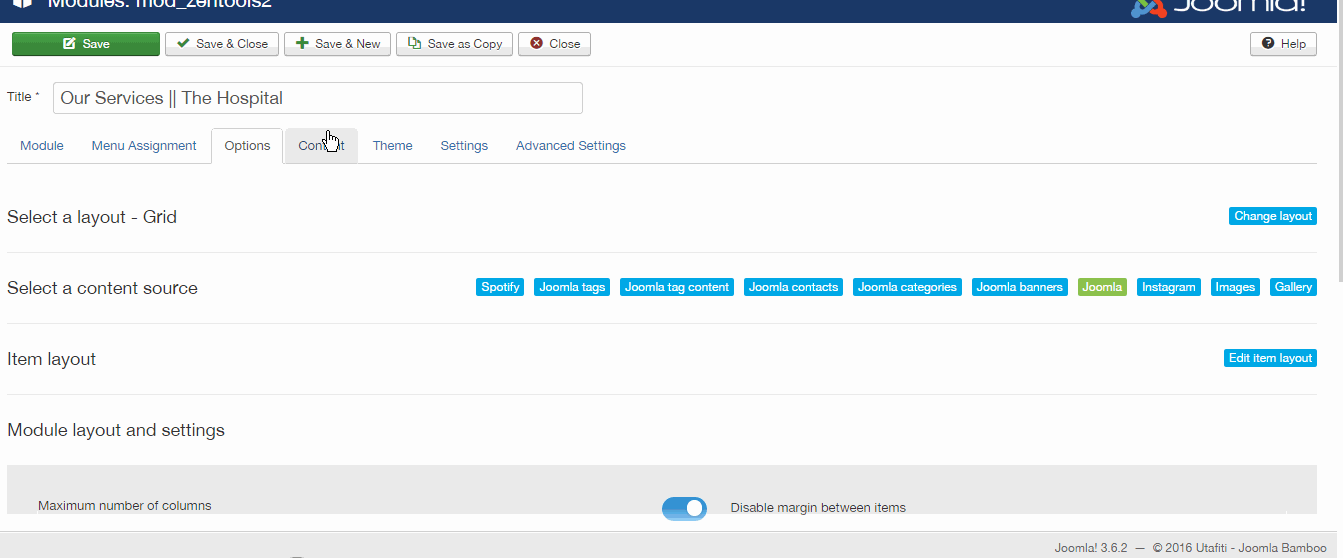 Modules: mod_zentools2
Joomla!
Save
Save & Close
Save & New
Save as Copy
Close
Help
Title *
Our Services || The Hospital
Module
Menu Assignment
Options
Content
Theme
Settings
Advanced Settings
Select a layout - Grid
Change layout
Select a content source
Spotify
Joomla tags
Joomla tag content
Joomla contacts
Joomla categories
Joomla banners
Joomla
Instagram
Images
Gallery
Item layout
Edit item layout
Module layout and settings
Maximum number of columns
Disable margin between items
Joomla! 3.6.2 — © 2016 Utafiti - Joomla Bamboo